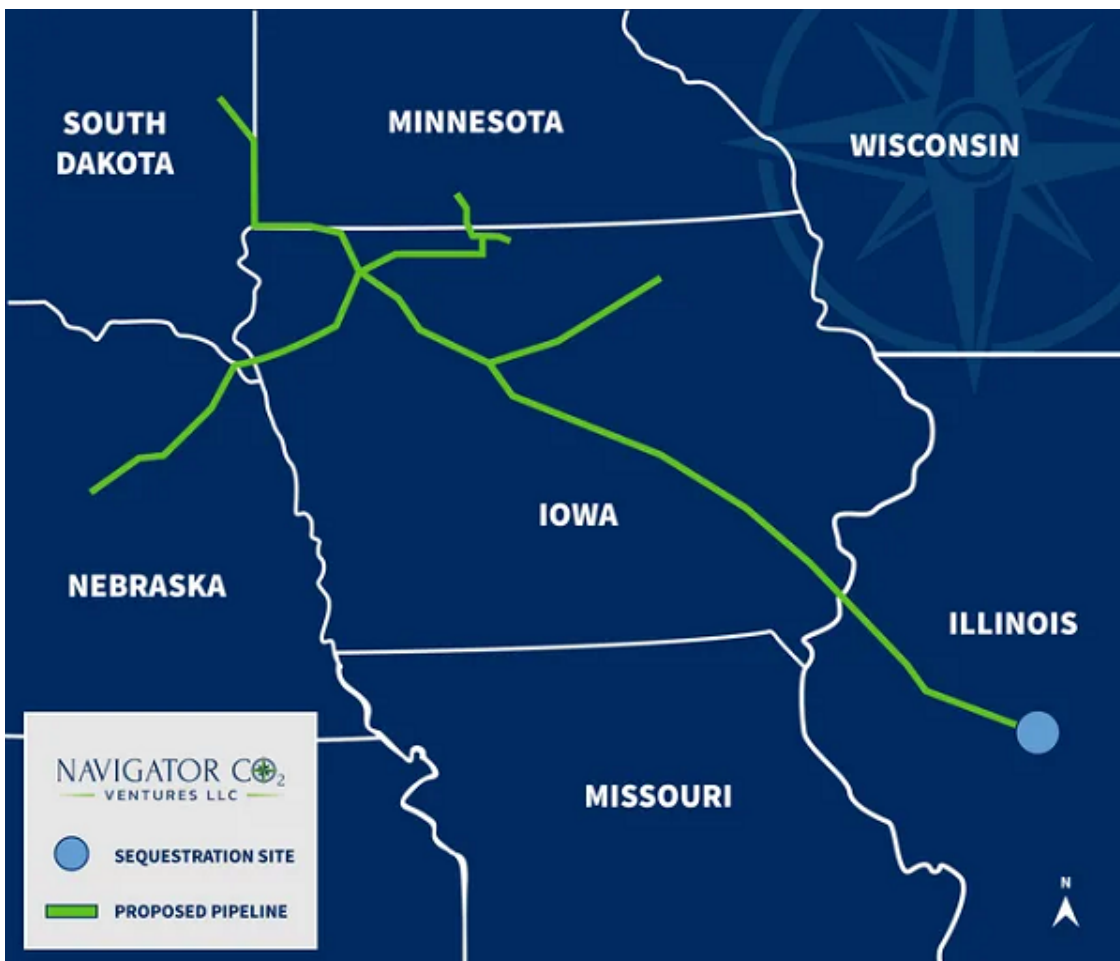 SOUTH
DAKOTA
MINNESOTA
WISCONSIN
IOWA
NEBRASKA
ILLINOIS
MISSOURI
NAVIGATOR CO2
VENTURES LLC
SEQUESTRATION SITE
PROPOSED PIPELINE
N